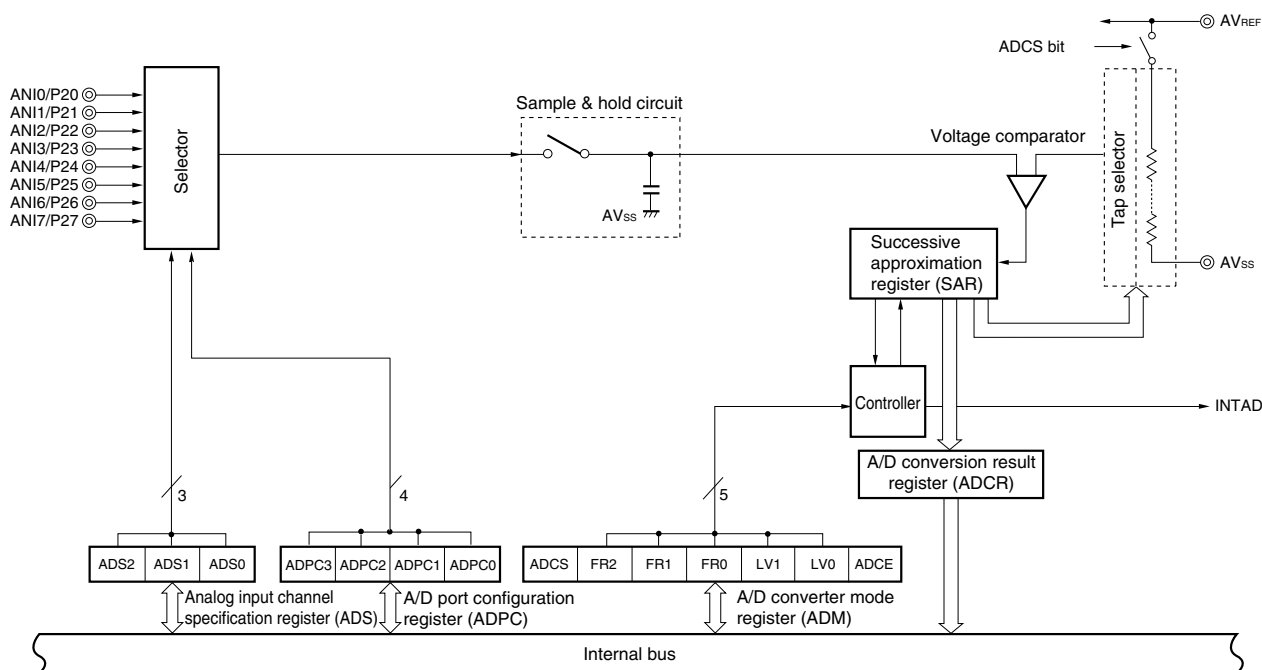 AVREF
ADCS bit
ANI0/P20
ANI1/P21
ANI2/P22
ANI3/P23
ANI4/P24
ANI5/P25
ANI6/P26
ANI7/P27
Selector
Sample & hold circuit
AVSS
Voltage comparator
Tap selector
AVSS
Successive
approximation
register (SAR)
Controller
INTAD
A/D conversion result
register (ADCR)
3
4
5
ADS2 ADS1 ADS0
ADPC3 ADPC2 ADPC1 ADPC0
ADCS FR2 FR1 FR0 LV1 LV0 ADCE
Analog input channel
specification register (ADS)
A/D port configuration
register (ADPC)
A/D converter mode
register (ADM)
Internal bus